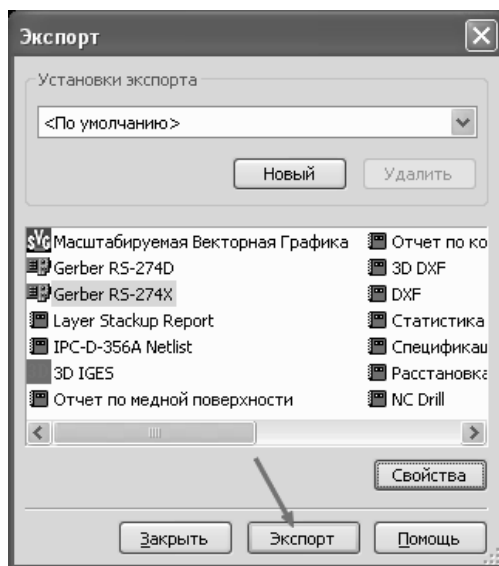 Экспорт
Установки экспорта
<По умолчанию>
Новый
Удалить
SVG Масштабируемая Векторная Графика
Gerber RS-274D
Gerber RS-274X
Layer Stackup Report
IPC-D-356A Netlist
3D IGES
Отчет по медной поверхности
Отчет по ко
3D DXF
DXF
Статистика
Спецификац
Расстановка
NC Drill
Свойства
Закрыть
Экспорт
Помощь